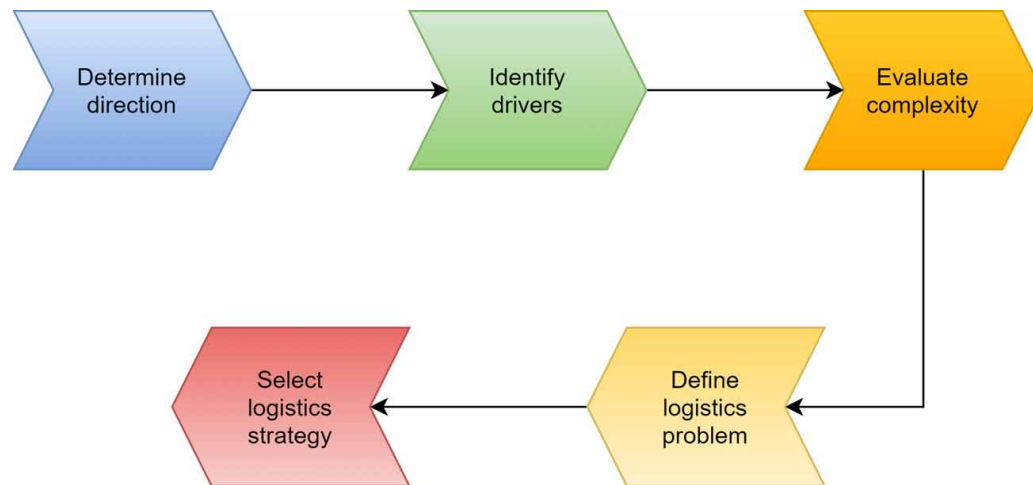 Determine
direction
Identify
drivers
Evaluate
complexity
Define
logistics
problem
Select
logistics
strategy